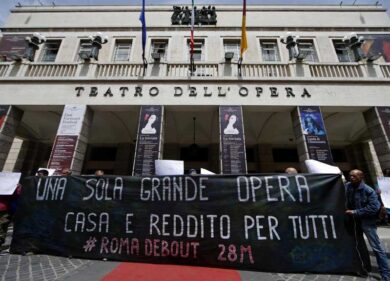 TEATRO DELL'OPERA
UNA SOLA GRANDE OPERA
CASA E REDDITO PER TUTTI
#ROMA DEBOUT 28M